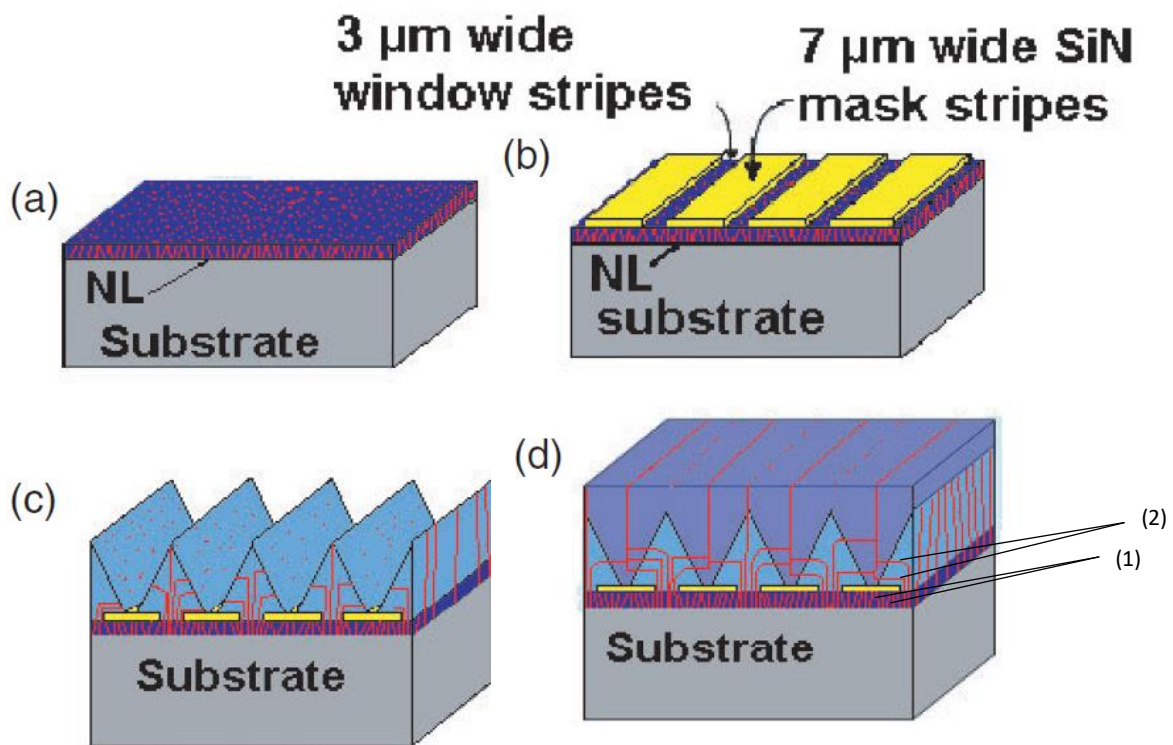 3 µm wide
window stripes
7 µm wide SiN
mask stripes
(a)
NL
Substrate
(b)
NL
substrate
(c)
Substrate
(d)
(2)
(1)
Substrate